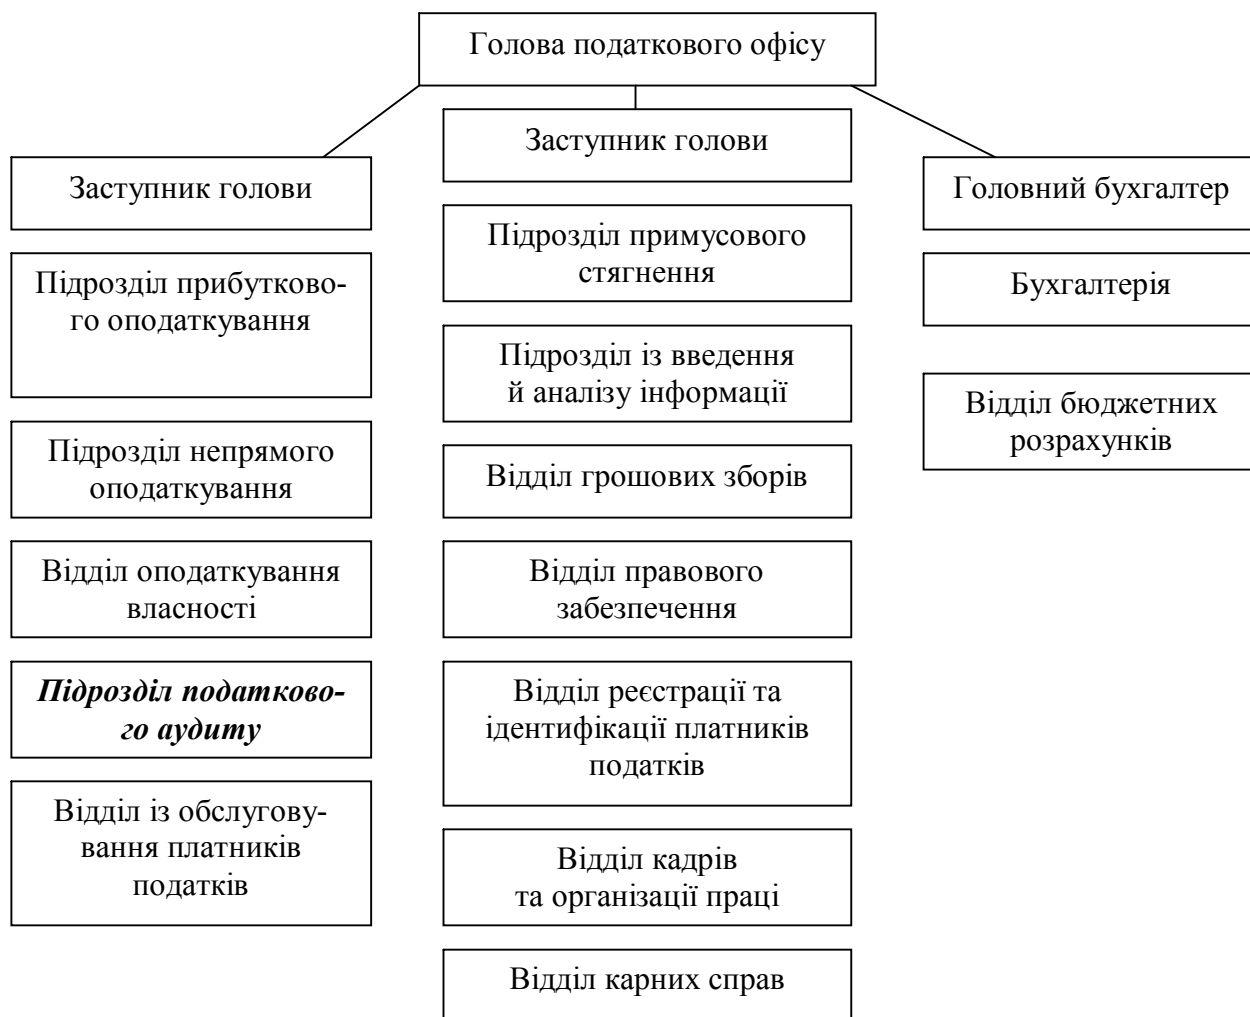 Голова податкового офісу
Заступник голови
Підрозділ прибутково-
го оподаткування
Підрозділ непрямого
оподаткування
Відділ оподаткування
власності
Підрозділ податково-
го аудиту
Відділ із обслугову-
вання платників
податків
Заступник голови
Підрозділ примусового
стягнення
Підрозділ із введення
й аналізу інформації
Відділ грошових зборів
Відділ правового
забезпечення
Відділ реєстрації та
ідентифікації платників
податків
Відділ кадрів
та організації праці
Відділ карних справ
Головний бухгалтер
Бухгалтерія
Відділ бюджетних
розрахунків